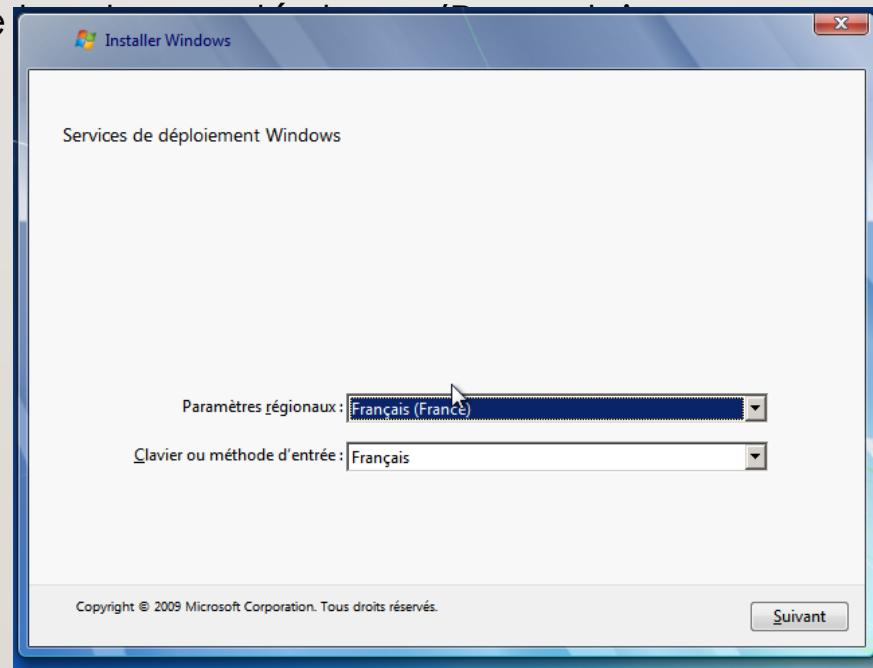 Installer Windows
Services de déploiement Windows
Paramètres régionaux : Français (France)
Clavier ou méthode d'entrée : Français
Copyright © 2009 Microsoft Corporation. Tous droits réservés.
Suivant